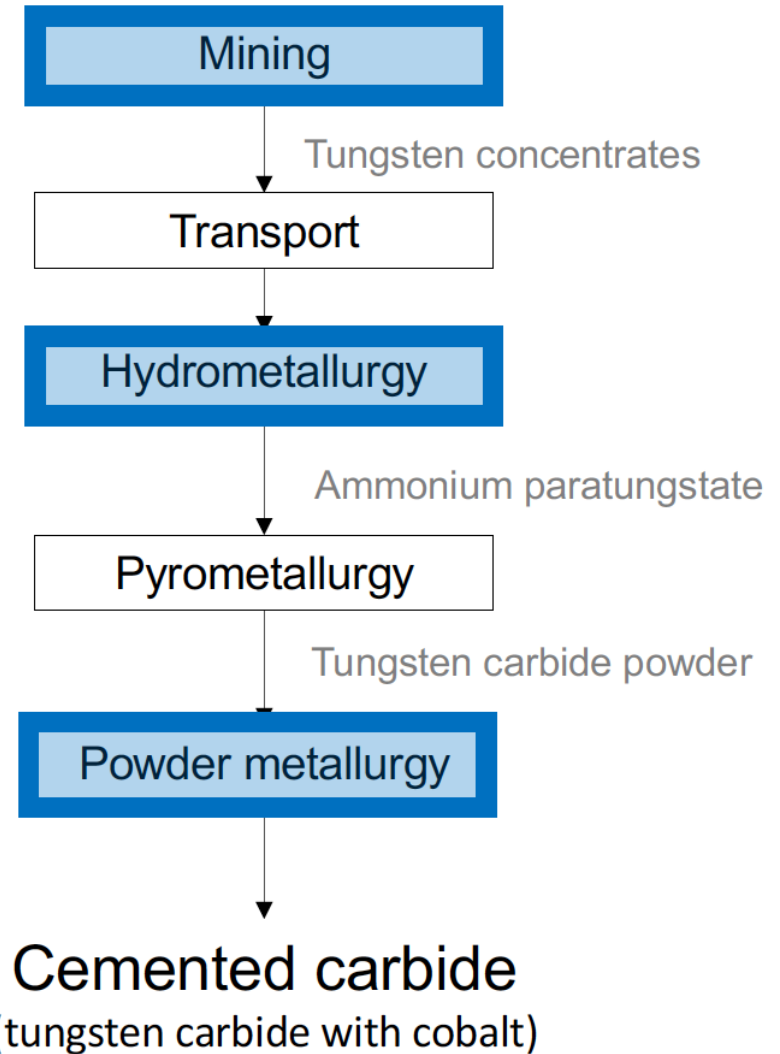 Mining
Tungsten concentrates
Transport
Hydrometallurgy
Ammonium paratungstate
Pyrometallurgy
Tungsten carbide powder
Powder metallurgy
Cemented carbide
(tungsten carbide with cobalt)